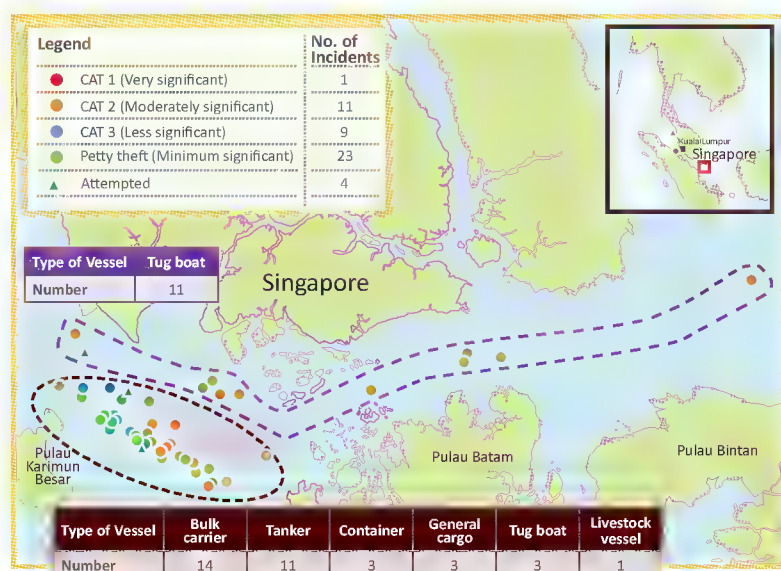 Legend No. of Incidents
CAT 1 (Very significant) 1
CAT 2 (Moderately significant) 11
CAT 3 (Less significant) 9
Petty theft (Minimum significant) 23
Attempted 4
Kuala Lumpur
Singapore
Type of Vessel Tug boat
Number 11
Singapore
Pulau Karimun Besar
Pulau Batam
Pulau Bintan
Type of Vessel Bulk carrier Tanker Container General cargo Tug boat Livestock vessel
Number 14 11 3 3 3 1